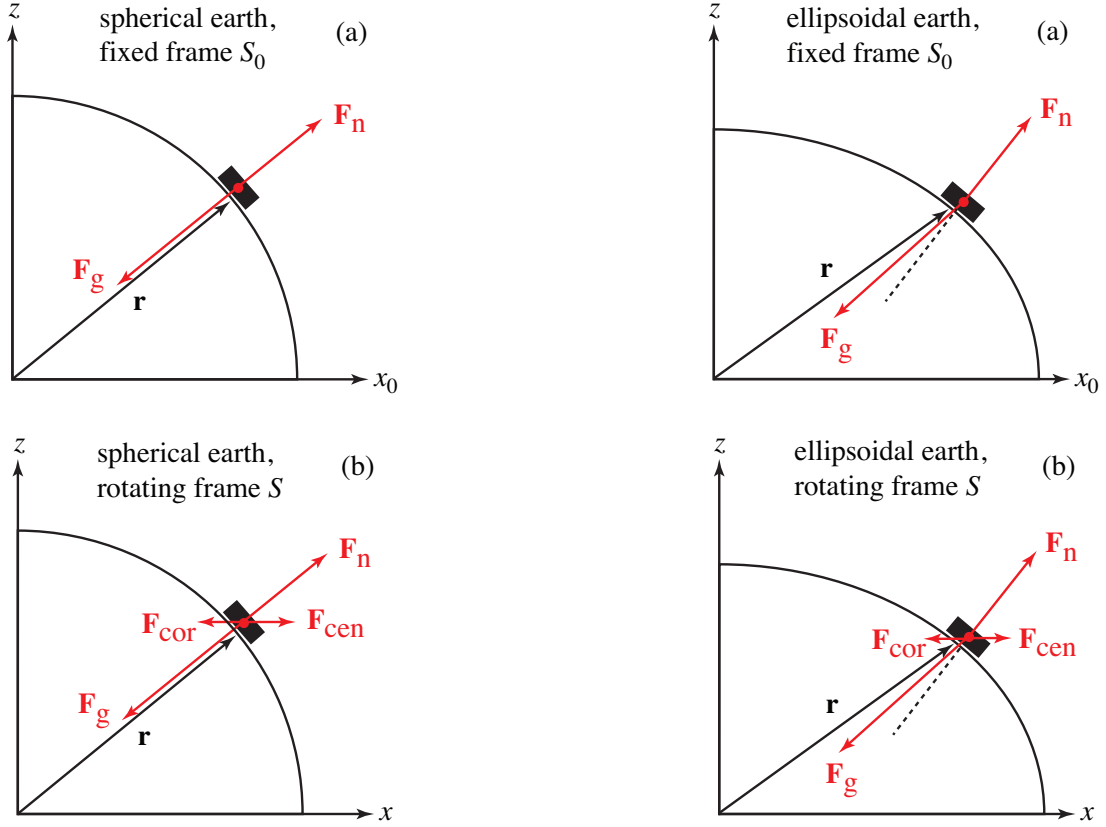 z
spherical earth,
fixed frame S0
(a)
Fn
Fg
r
x0
z
ellipsoidal earth,
fixed frame S0
(a)
Fn
r
Fg
x0
z
spherical earth,
rotating frame S
(b)
Fn
Fcor
Fcen
Fg
r
x
z
ellipsoidal earth,
rotating frame S
(b)
Fn
Fcor
Fcen
r
Fg
x